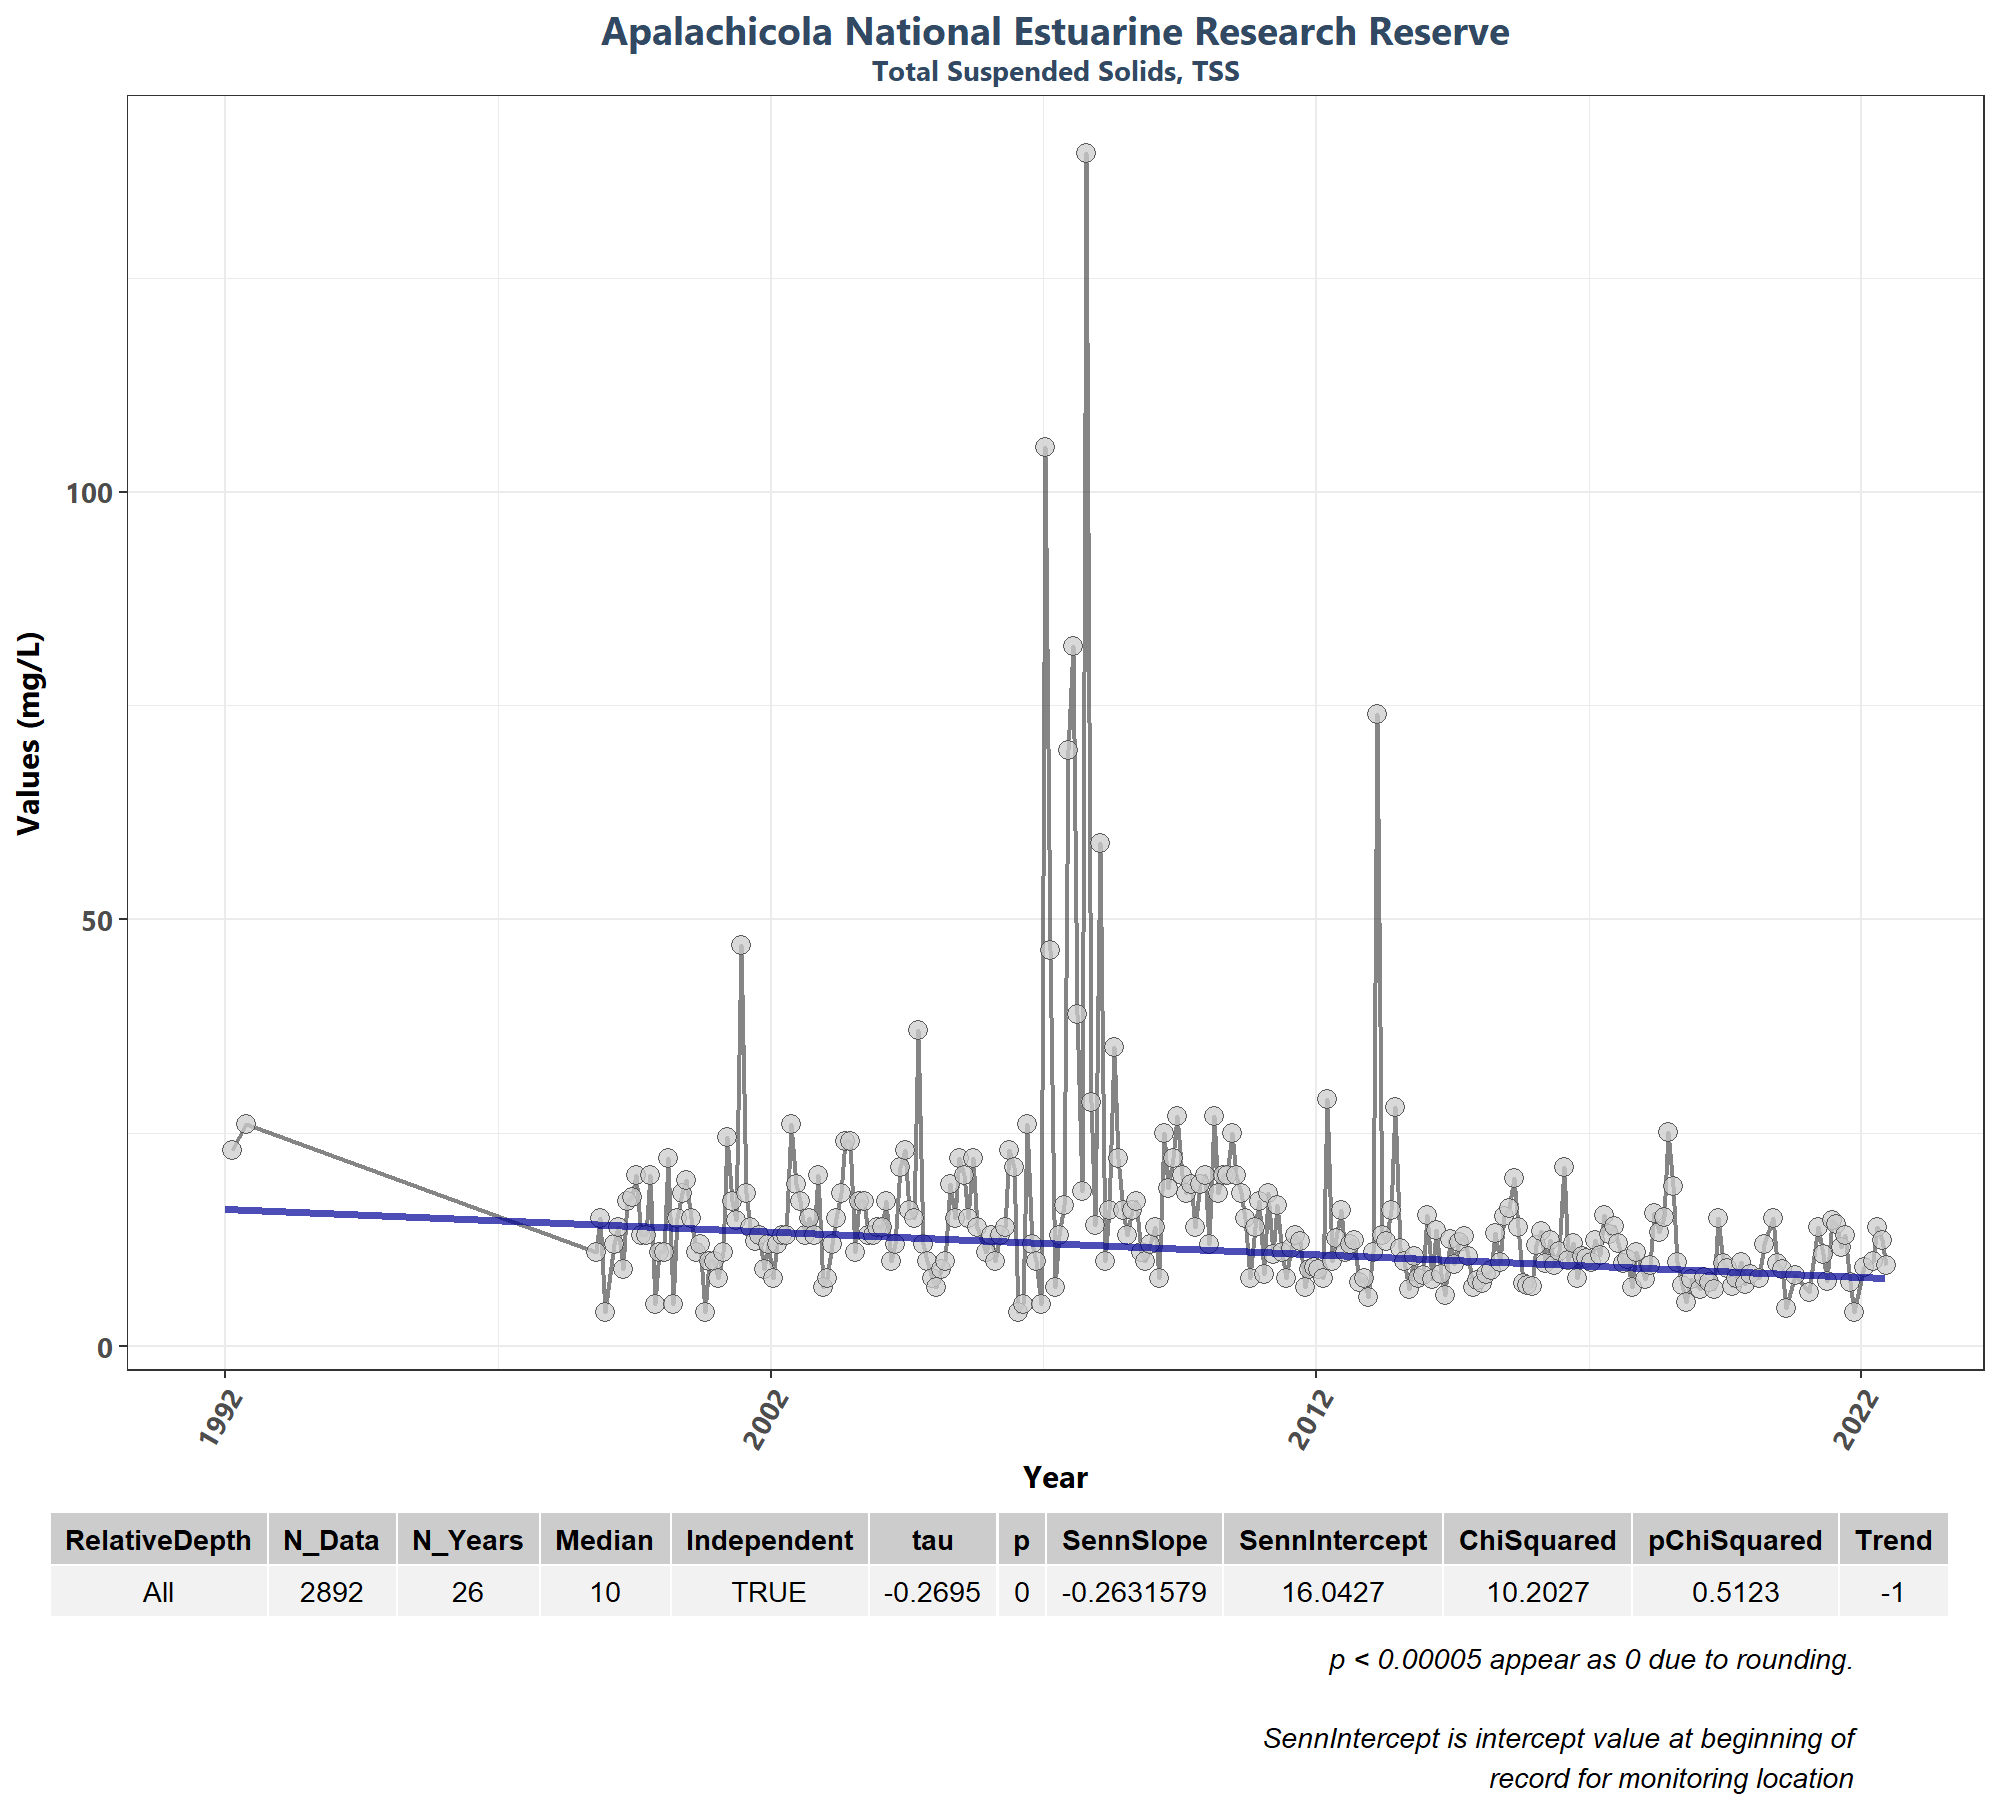 Apalachicola National Estuarine Research Reserve
Total Suspended Solids, TSS
Values (mg/L)
100
50
0
1992
2002
2012
2022
Year
RelativeDepth N_Data N_Years Median Independent tau p SennSlope SennIntercept ChiSquared pChiSquared Trend
All 2892 26 10 TRUE -0.2695 0 -0.2631579 16.0427 10.2027 0.5123 -1
p < 0.00005 appear as 0 due to rounding.
SennIntercept is intercept value at beginning of
record for monitoring location